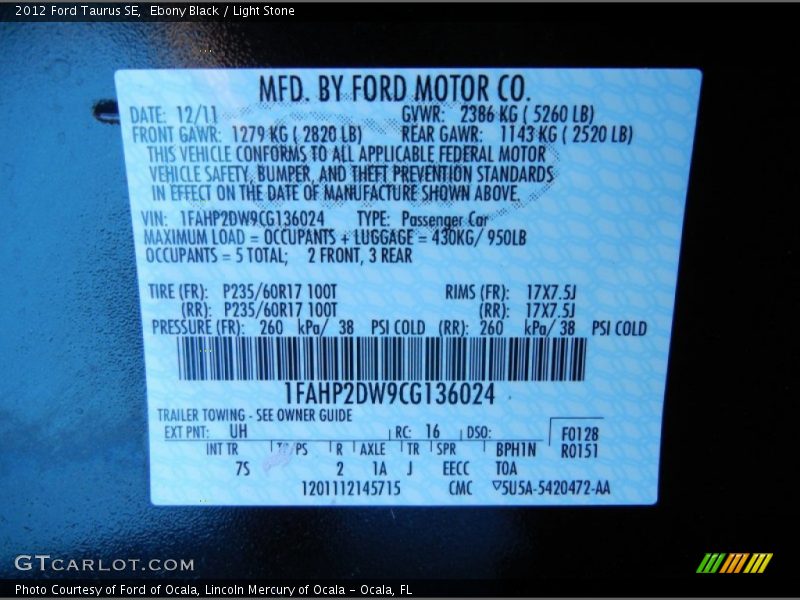 2012 Ford Taurus SE, Ebony Black / Light Stone
MFD. BY FORD MOTOR CO.
DATE: 12/11 GVWR: 2386 KG ( 5260 LB)
FRONT GAWR: 1279 KG ( 2820 LB) REAR GAWR: 1143 KG ( 2520 LB)
THIS VEHICLE CONFORMS TO ALL APPLICABLE FEDERAL MOTOR
VEHICLE SAFETY, BUMPER, AND THEFT PREVENTION STANDARDS
IN EFFECT ON THE DATE OF MANUFACTURE SHOWN ABOVE.
VIN: 1FAHP2DW9CG136024 TYPE: Passenger Car
MAXIMUM LOAD = OCCUPANTS + LUGGAGE = 430KG/ 950LB
OCCUPANTS = 5 TOTAL; 2 FRONT, 3 REAR
TIRE (FR): P235/60R17 100T RIMS (FR): 17X7.5J
(RR): P235/60R17 100T (RR): 17X7.5J
PRESSURE (FR): 260 kPa/ 38 PSI COLD (RR): 260 kPa/ 38 PSI COLD
1FAHP2DW9CG136024
TRAILER TOWING - SEE OWNER GUIDE
EXT PNT: UH RC: 16 DSO: F0128
INT TR /PS R AXLE TR SPR BPH1N R0151
7S 2 1A J EECC TOA
1201112145715 CMC ▽5U5A-5420472-AA
GTCARLOT.COM
Photo Courtesy of Ford of Ocala, Lincoln Mercury of Ocala - Ocala, FL